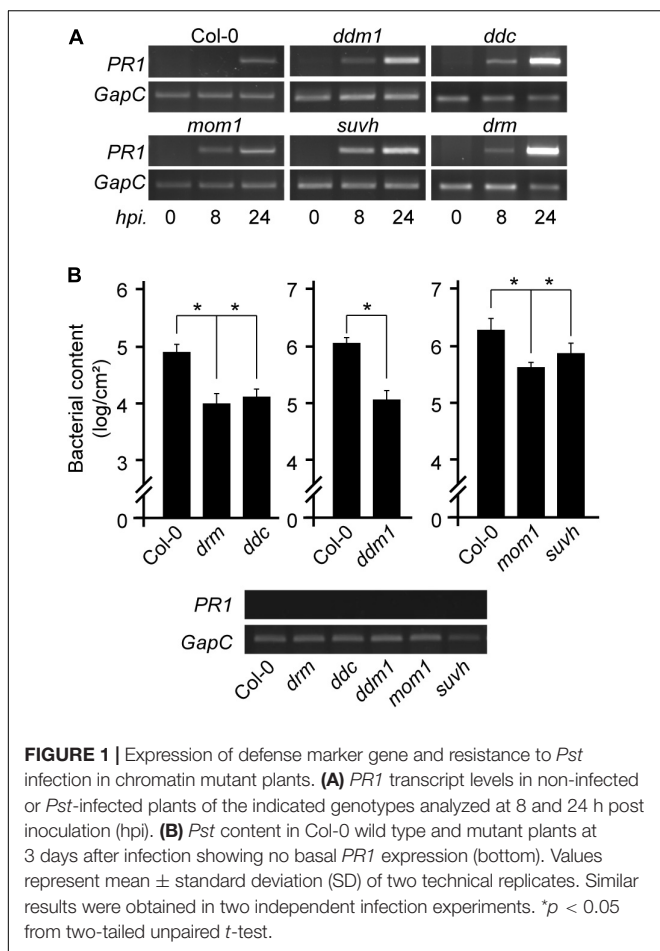 A
Col-0 ddm1 ddc
PR1
GapC
mom1 suvh drm
PR1
GapC
hpi. 0 8 24 0 8 24 0 8 24
B
Bacterial content
(log/cm²)
6
5
4
3
0
* *
Col-0 drm ddc
7
6
5
4
0
*
Col-0 ddm1
7
6
5
4
0
* *
Col-0 mom1 suvh
PR1
GapC
Col-0 drm ddc ddm1 mom1 suvh
FIGURE 1 | Expression of defense marker gene and resistance to Pst
infection in chromatin mutant plants. (A) PR1 transcript levels in non-infected
or Pst-infected plants of the indicated genotypes analyzed at 8 and 24 h post
inoculation (hpi). (B) Pst content in Col-0 wild type and mutant plants at
3 days after infection showing no basal PR1 expression (bottom). Values
represent mean ± standard deviation (SD) of two technical replicates. Similar
results were obtained in two independent infection experiments. *p < 0.05
from two-tailed unpaired t-test.